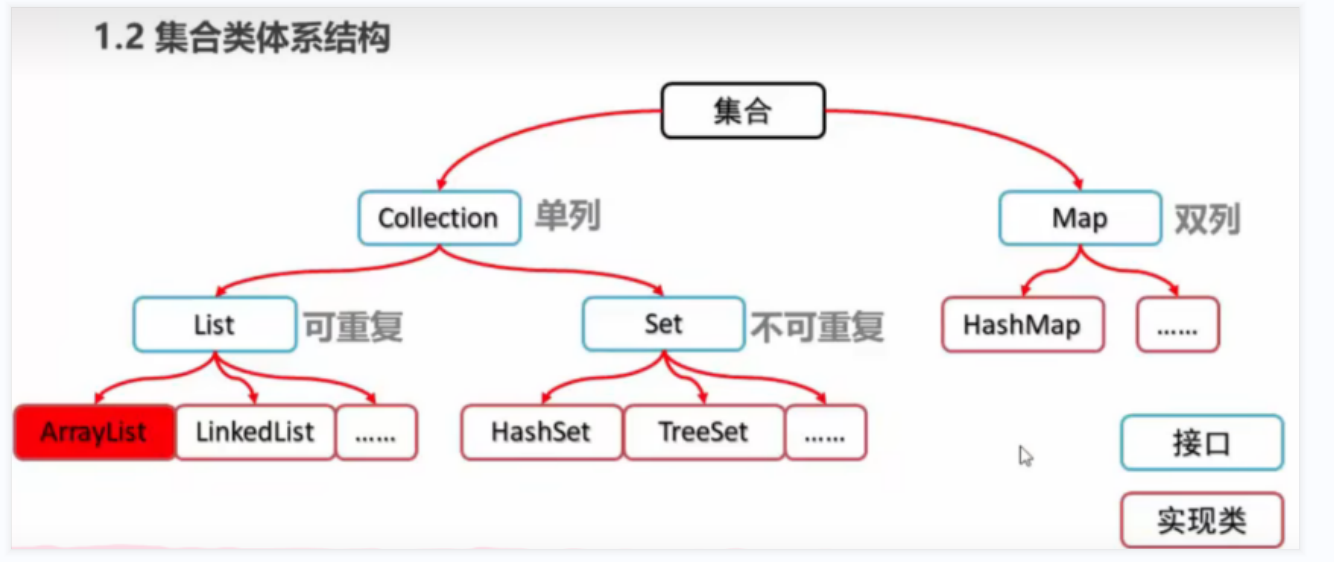 1.2 集合类体系结构
集合
Collection 单列
Map 双列
List 可重复
Set 不可重复
HashMap
……
ArrayList
LinkedList
……
HashSet
TreeSet
……
接口
实现类